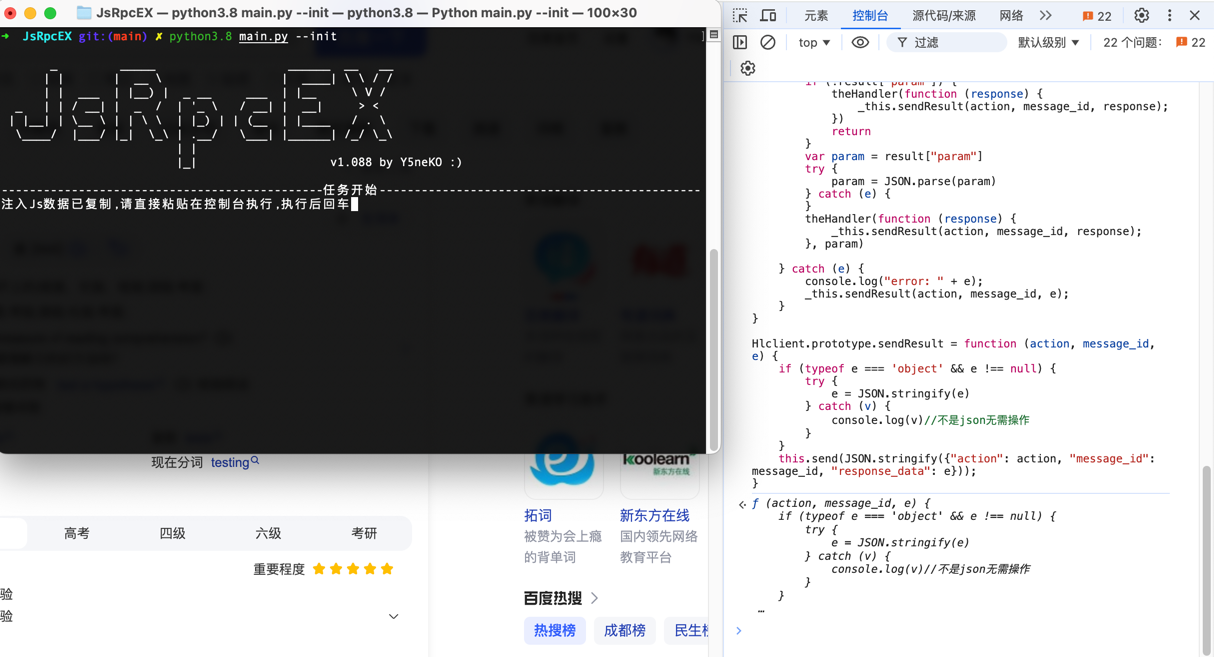 JsRpcEX — python3.8 main.py --init — python3.8 — Python main.py --init — 100×30
➜ JsRpcEX git:(main) ✗ python3.8 main.py --init
JsRpcEX
v1.088 by Y5neKO :)
----------------------------------------------任务开始----------------------------------------------
注入Js数据已复制,请直接粘贴在控制台执行,执行后回车
现在分词 testing
高考 四级 六级 考研
重要程度 ★★★★★
验
验
koolearn
新东方在线
拓词
被赞为会上瘾
的背单词
新东方在线
国内领先网络
教育平台
百度热搜 >
热搜榜 成都榜
元素 控制台 源代码/来源 网络 22
top ▼ 过滤 默认级别 ▼ 22 个问题: 22
if (!result["param"]) {
theHandler(function (response) {
_this.sendResult(action, message_id, response);
})
return
}
var param = result["param"]
try {
param = JSON.parse(param)
} catch (e) {
}
theHandler(function (response) {
_this.sendResult(action, message_id, response);
}, param)
} catch (e) {
console.log("error: " + e);
_this.sendResult(action, message_id, e);
}
}
Hlclient.prototype.sendResult = function (action, message_id,
e) {
if (typeof e === 'object' && e !== null) {
try {
e = JSON.stringify(e)
} catch (v) {
console.log(v)//不是json无需操作
}
}
this.send(JSON.stringify({"action": action, "message_id":
message_id, "response_data": e}));
}
ƒ (action, message_id, e) {
if (typeof e === 'object' && e !== null) {
try {
e = JSON.stringify(e)
} catch (v) {
console.log(v)//不是json无需操作
}
}
…